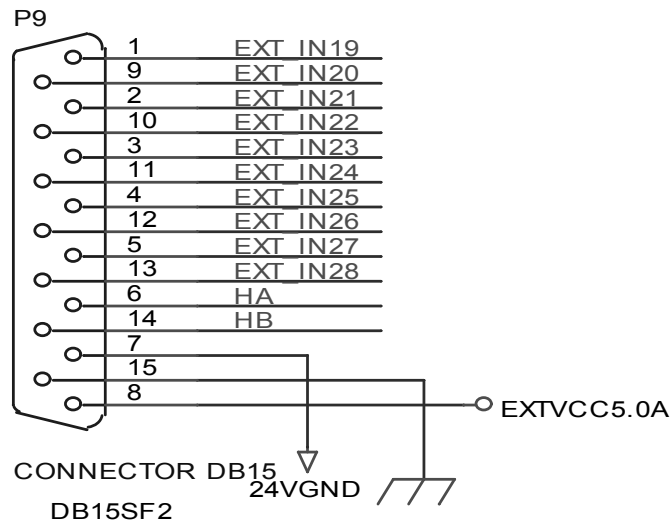 P9
1 EXT_IN19
9 EXT_IN20
2 EXT_IN21
10 EXT_IN22
3 EXT_IN23
11 EXT_IN24
4 EXT_IN25
12 EXT_IN26
5 EXT_IN27
13 EXT_IN28
6 HA
14 HB
7
15
8 EXTVCC5.0A
CONNECTOR DB15
24VGND
DB15SF2